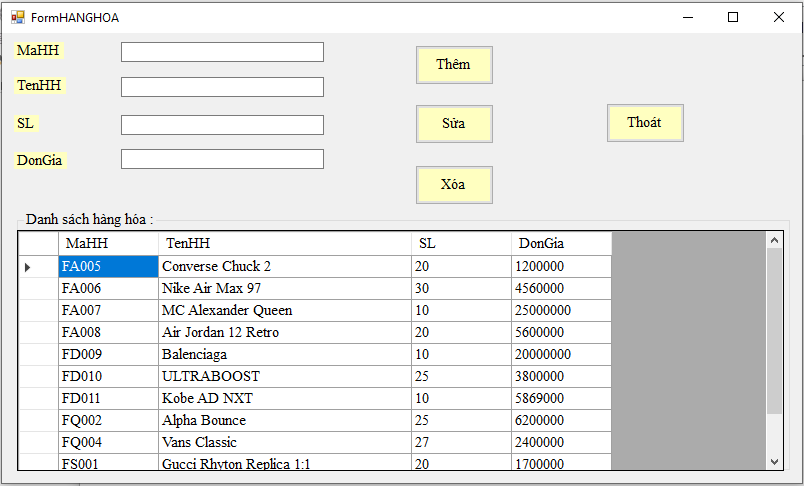 FormHANGHOA
MaHH
TenHH
SL
DonGia
Thêm
Sửa
Xóa
Thoát
Danh sách hàng hóa :
MaHH TenHH SL DonGia
FA005 Converse Chuck 2 20 1200000
FA006 Nike Air Max 97 30 4560000
FA007 MC Alexander Queen 10 25000000
FA008 Air Jordan 12 Retro 20 5600000
FD009 Balenciaga 10 20000000
FD010 ULTRABOOST 25 3800000
FD011 Kobe AD NXT 10 5869000
FQ002 Alpha Bounce 25 6200000
FQ004 Vans Classic 27 2400000
FS001 Gucci Rhyton Replica 1:1 20 1700000